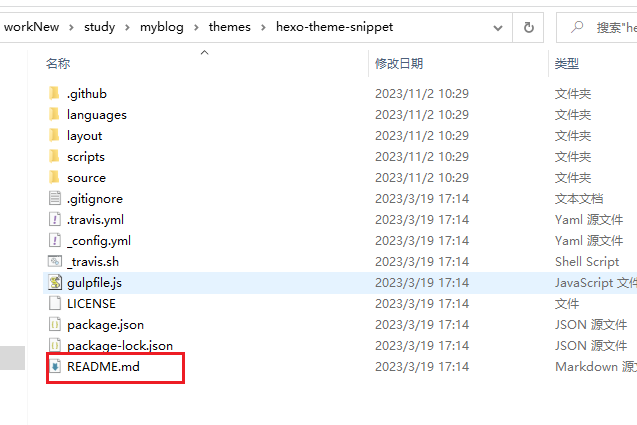 workNew > study > myblog > themes > hexo-theme-snippet 搜索"he
名称 修改日期 类型
.github 2023/11/2 10:29 文件夹
languages 2023/11/2 10:29 文件夹
layout 2023/11/2 10:29 文件夹
scripts 2023/11/2 10:29 文件夹
source 2023/11/2 10:29 文件夹
.gitignore 2023/3/19 17:14 文本文档
.travis.yml 2023/3/19 17:14 Yaml 源文件
_config.yml 2023/3/19 17:14 Yaml 源文件
_travis.sh 2023/3/19 17:14 Shell Script
gulpfile.js 2023/3/19 17:14 JavaScript 文件
LICENSE 2023/3/19 17:14 文件
package.json 2023/3/19 17:14 JSON 源文件
package-lock.json 2023/3/19 17:14 JSON 源文件
README.md 2023/3/19 17:14 Markdown 源文件